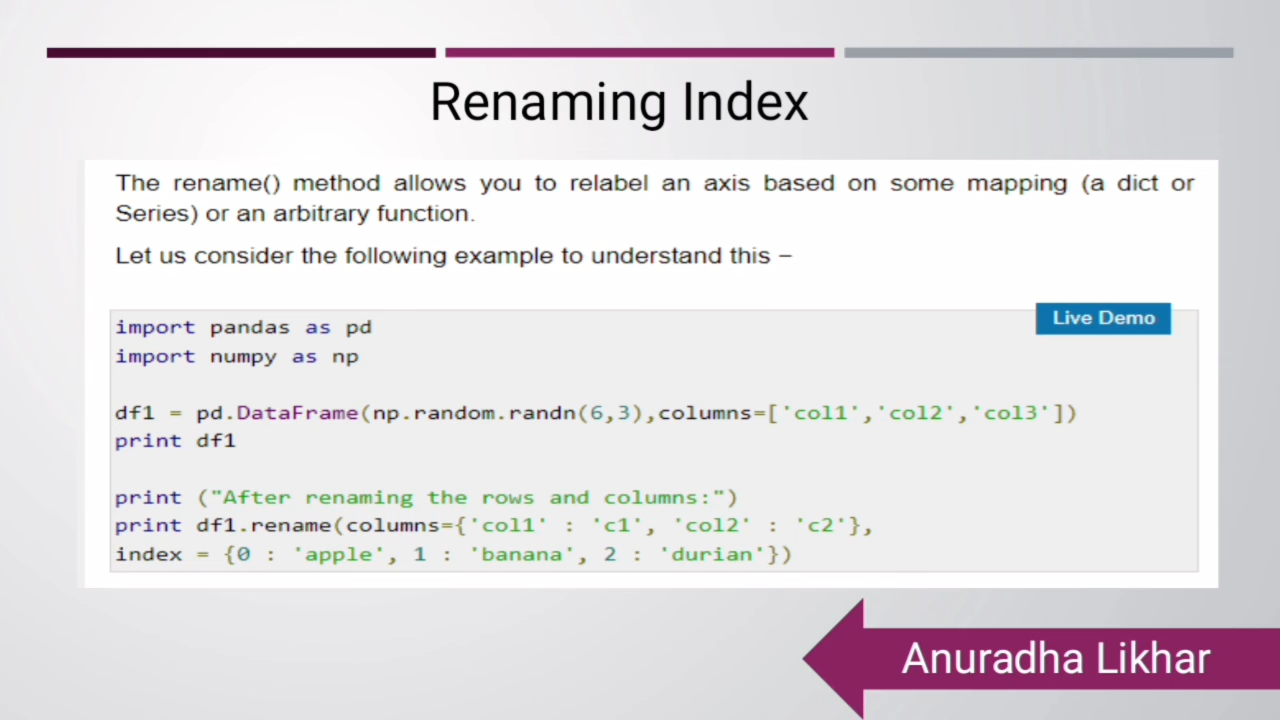 Renaming Index
The rename() method allows you to relabel an axis based on some mapping (a dict or
Series) or an arbitrary function.
Let us consider the following example to understand this −
Live Demo
import pandas as pd
import numpy as np
df1 = pd.DataFrame(np.random.randn(6,3),columns=['col1','col2','col3'])
print df1
print ("After renaming the rows and columns:")
print df1.rename(columns={'col1' : 'c1', 'col2' : 'c2'},
index = {0 : 'apple', 1 : 'banana', 2 : 'durian'})
Anuradha Likhar